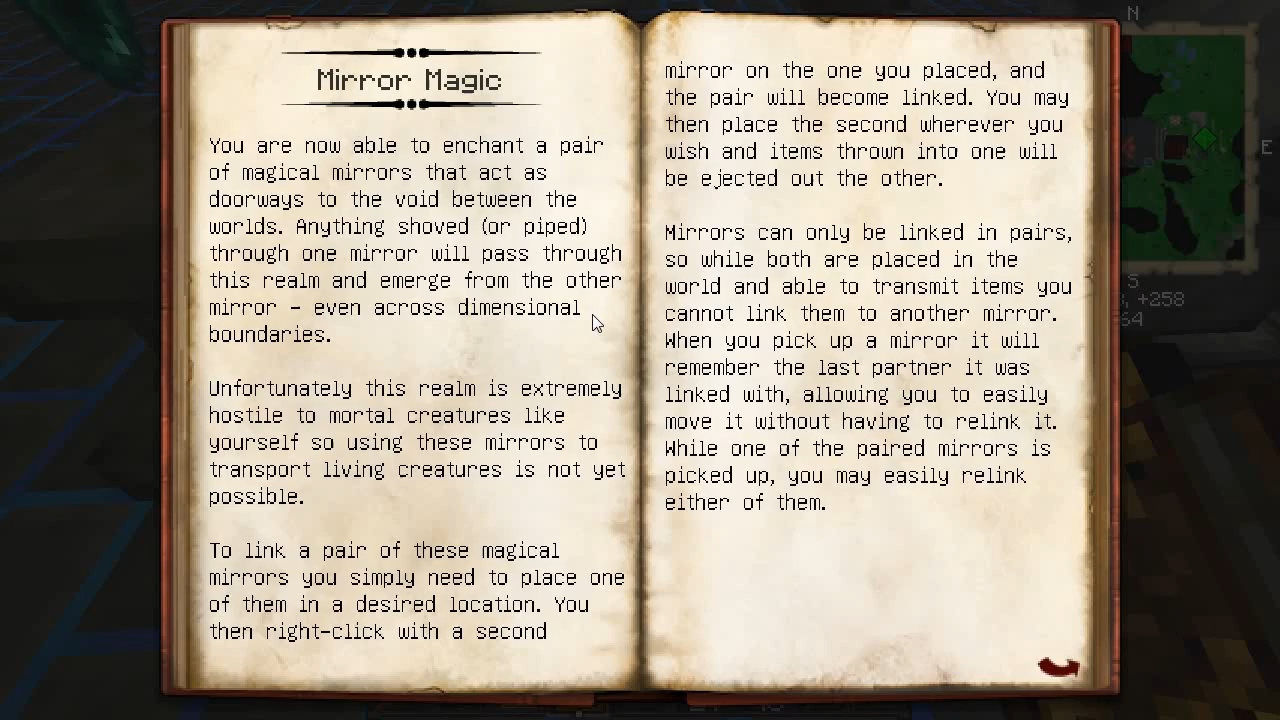 Mirror Magic
You are now able to enchant a pair
of magical mirrors that act as
doorways to the void between the
worlds. Anything shoved (or piped)
through one mirror will pass through
this realm and emerge from the other
mirror - even across dimensional
boundaries.
Unfortunately this realm is extremely
hostile to mortal creatures like
yourself so using these mirrors to
transport living creatures is not yet
possible.
To link a pair of these magical
mirrors you simply need to place one
of them in a desired location. You
then right-click with a second
mirror on the one you placed, and
the pair will become linked. You may
then place the second wherever you
wish and items thrown into one will
be ejected out the other.
Mirrors can only be linked in pairs,
so while both are placed in the
world and able to transmit items you
cannot link them to another mirror.
When you pick up a mirror it will
remember the last partner it was
linked with, allowing you to easily
move it without having to relink it.
While one of the paired mirrors is
picked up, you may easily relink
either of them.
N
E
S
, +258
64